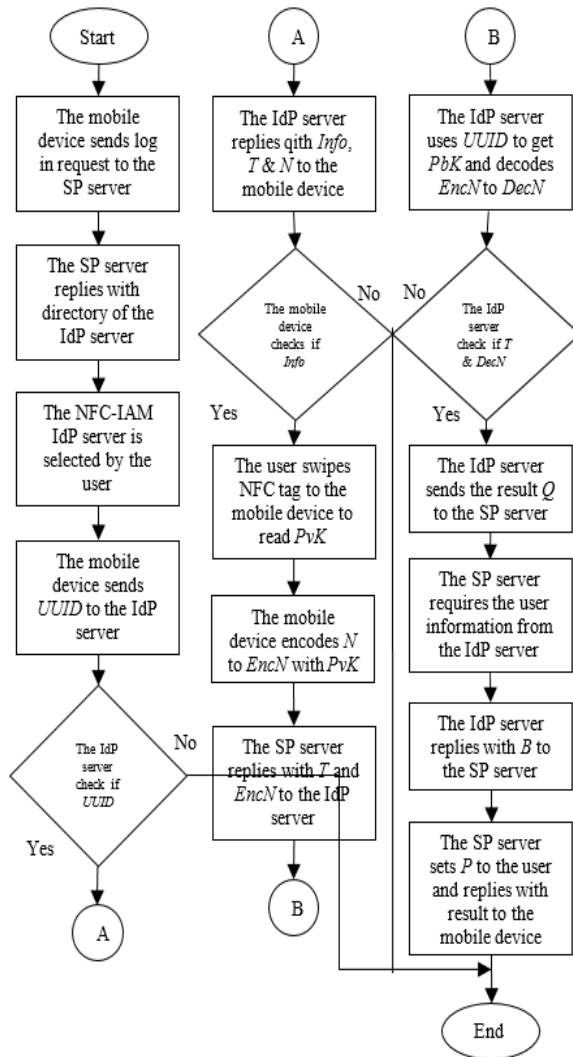 Start
The mobile
device sends log
in request to the
SP server
The SP server
replies with
directory of the
IdP server
The NFC-IAM
IdP server is
selected by the
user
The mobile
device sends
UUID to the IdP
server
The IdP
server
check if
UUID
No
Yes
A
A
The IdP server
replies qith Info,
T & N to the
mobile device
The mobile
device
checks if
Info
No
Yes
The user swipes
NFC tag to the
mobile device to
read PvK
The mobile
device encodes N
to EncN with PvK
The SP server
replies with T and
EncN to the IdP
server
B
B
The IdP server
uses UUID to get
PbK and decodes
EncN to DecN
No
The IdP
server
check if T
& DecN
Yes
The IdP server
sends the result Q
to the SP server
The SP server
requires the user
information from
the IdP server
The IdP server
replies with B to
the SP server
The SP server
sets P to the user
and replies with
result to the
mobile device
End